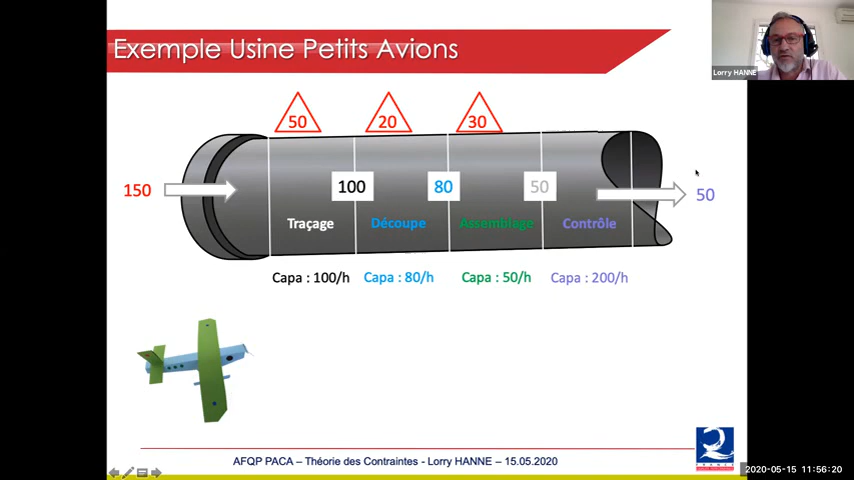 Exemple Usine Petits Avions
Lorry HANNE
50 20 30
150 100 80 50 50
Traçage Découpe Assemblage Contrôle
Capa : 100/h Capa : 80/h Capa : 50/h Capa : 200/h
AFQP PACA – Théorie des Contraintes - Lorry HANNE – 15.05.2020
FRANCE
2020-05-15 11:56:20